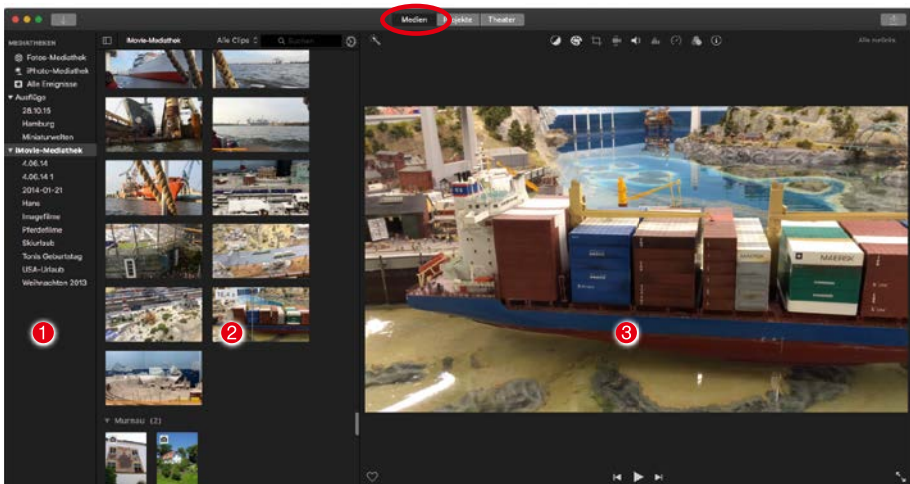 Medien Projekte Theater
MEDIATHEKEN
iMovie-Mediathek
Alle Clips
Suchen
Alle zurücks.
Fotos-Mediathek
iPhoto-Mediathek
Alle Ereignisse
Ausflüge
28.10.15
Hamburg
Miniaturwelten
iMovie-Mediathek
4.06.14
4.06.14 1
2014-01-21
Hans
Imagefilme
Pferdefilme
Skiurlaub
Tonis Geburtstag
USA-Urlaub
Weihnachten 2013
1
2
3
MAERSK
Murnau (2)